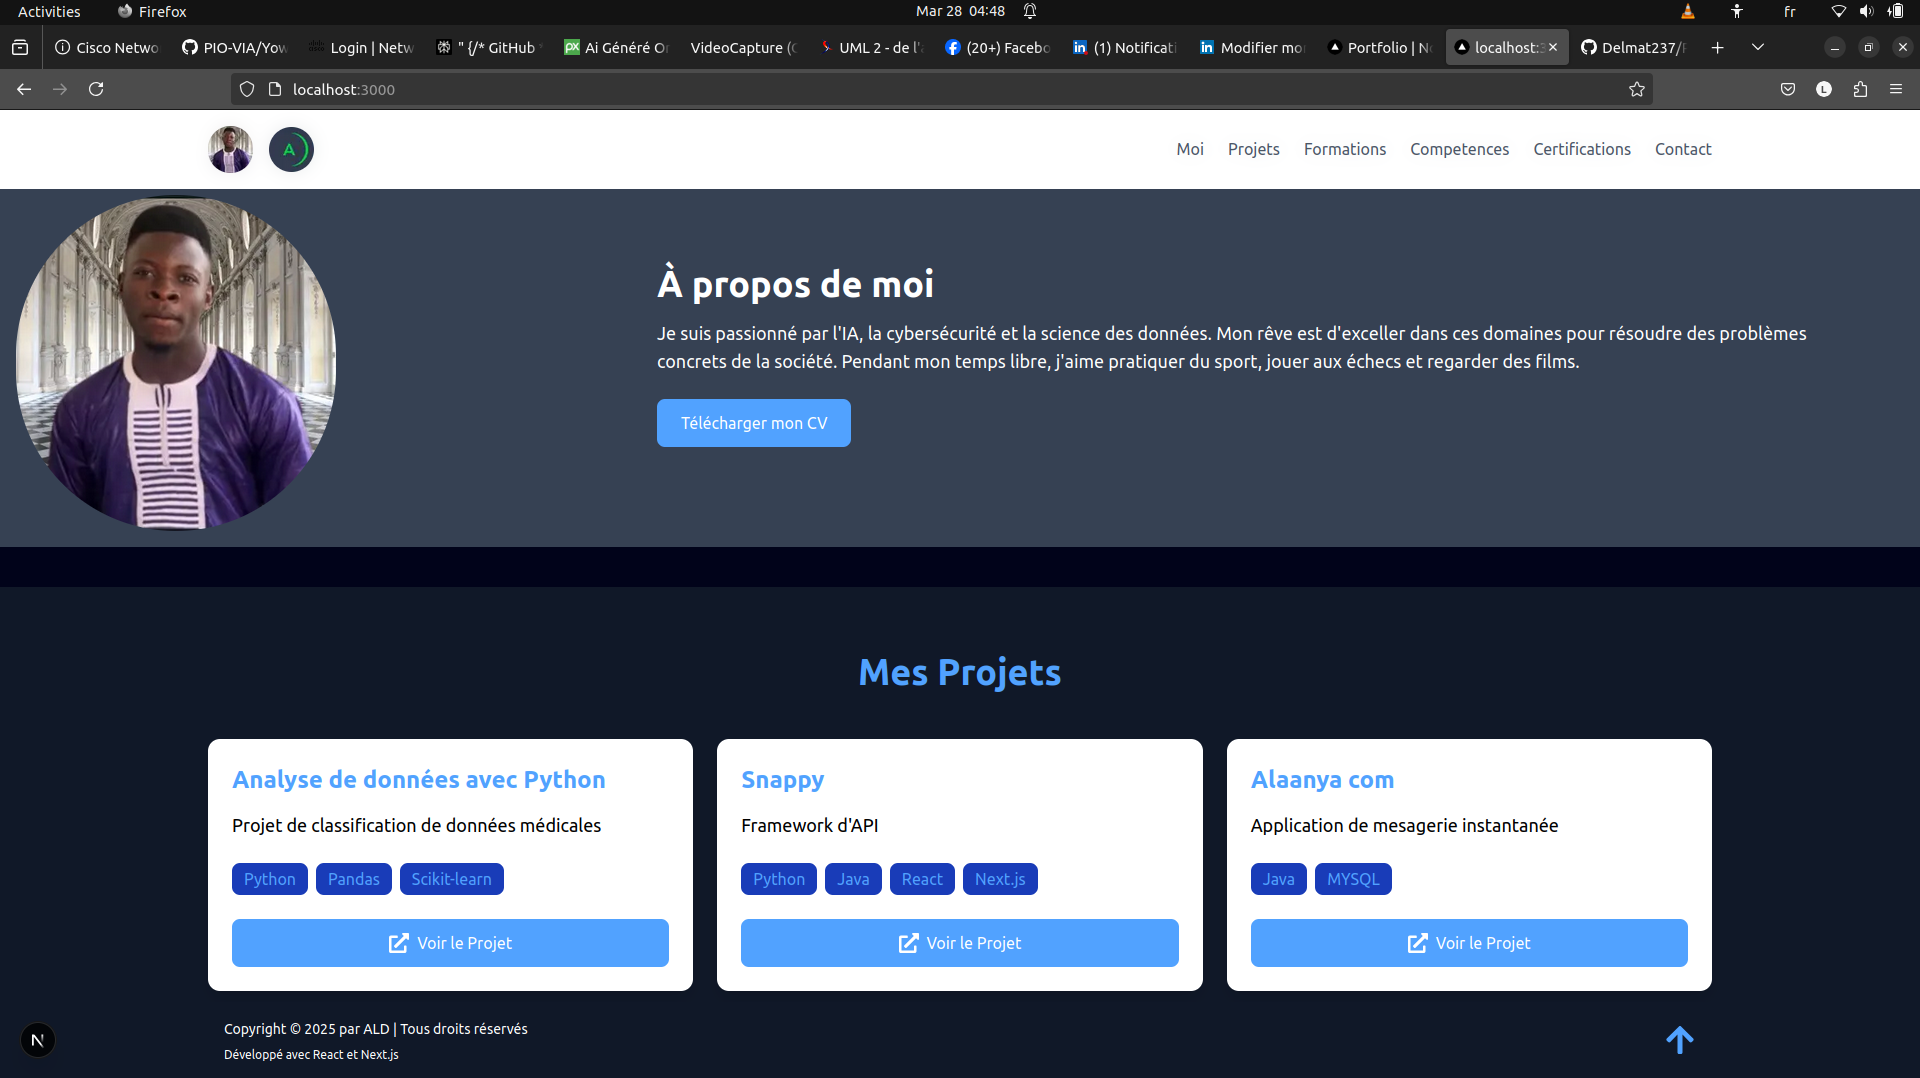 Activities Firefox Mar 28 04:48 fr
Cisco Netwo PIO-VIA/Yow Login | Netw " {/* GitHub Ai Généré Or VideoCapture (C UML 2 - de l'a (20+) Facebo (1) Notificat Modifier mo Portfolio | N localhost:3 Delmat237/
localhost:3000 L
A Moi Projets Formations Competences Certifications Contact
À propos de moi
Je suis passionné par l'IA, la cybersécurité et la science des données. Mon rêve est d'exceller dans ces domaines pour résoudre des problèmes
concrets de la société. Pendant mon temps libre, j'aime pratiquer du sport, jouer aux échecs et regarder des films.
Télécharger mon CV
Mes Projets
Analyse de données avec Python
Projet de classification de données médicales
Python Pandas Scikit-learn
Voir le Projet
Snappy
Framework d'API
Python Java React Next.js
Voir le Projet
Alaanya com
Application de mesagerie instantanée
Java MYSQL
Voir le Projet
Copyright © 2025 par ALD | Tous droits réservés
Développé avec React et Next.js
N